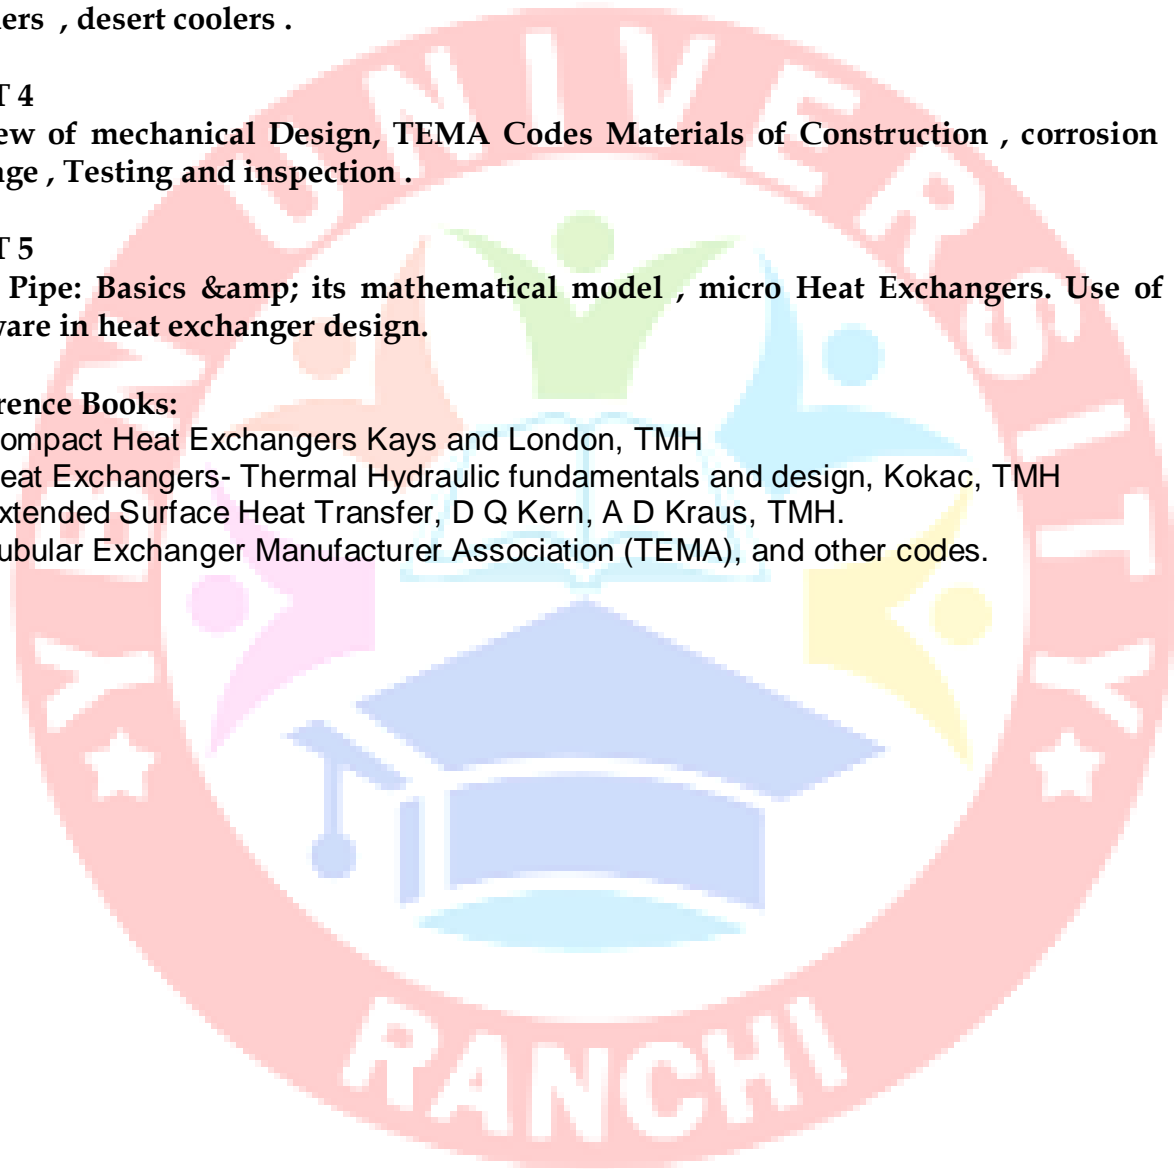 ers , desert coolers .
T 4
ew of mechanical Design, TEMA Codes Materials of Construction , corrosion
age , Testing and inspection .
T 5
Pipe: Basics &amp; its mathematical model , micro Heat Exchangers. Use of
ware in heat exchanger design.
rence Books:
ompact Heat Exchangers Kays and London, TMH
eat Exchangers- Thermal Hydraulic fundamentals and design, Kokac, TMH
xtended Surface Heat Transfer, D Q Kern, A D Kraus, TMH.
ubular Exchanger Manufacturer Association (TEMA), and other codes.
YBN UNIVERSITY
RANCHI